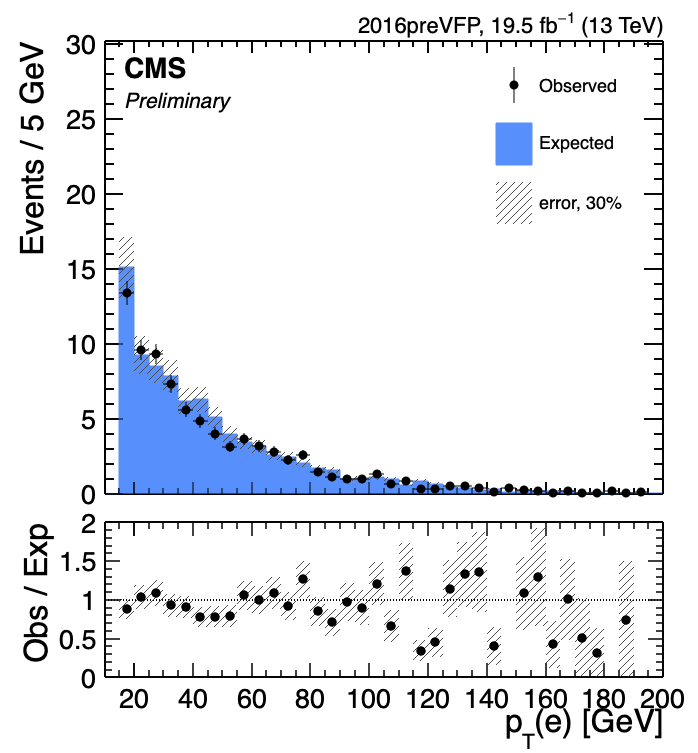 2016preVFP, 19.5 fb⁻¹ (13 TeV)
CMS
Preliminary
Observed
Expected
error, 30%
Events / 5 GeV
30
25
20
15
10
5
0
Obs / Exp
2
1.5
1
0.5
0
20 40 60 80 100 120 140 160 180 200
p_T(e) [GeV]